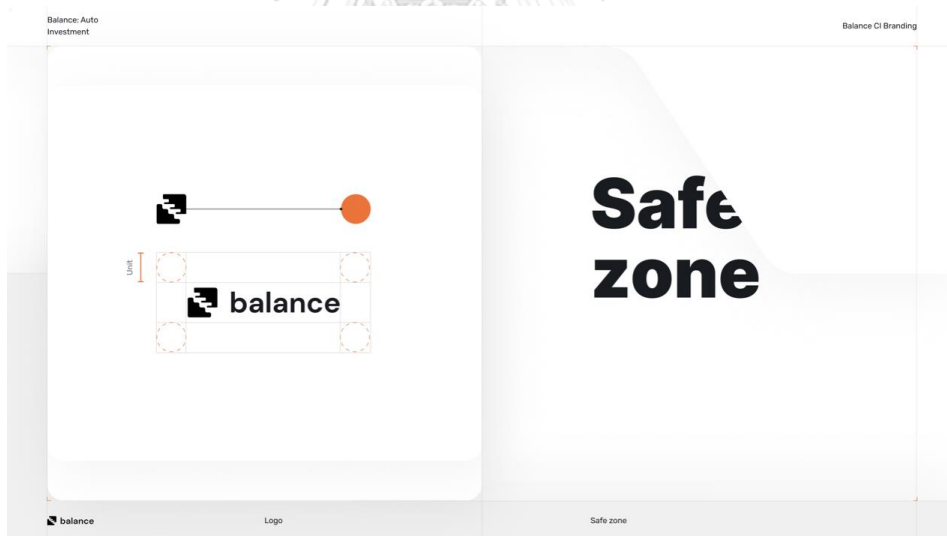 Balance: Auto
Investment
Balance CI Branding
Unit
balance
Safe
zone
balance
Logo
Safe zone